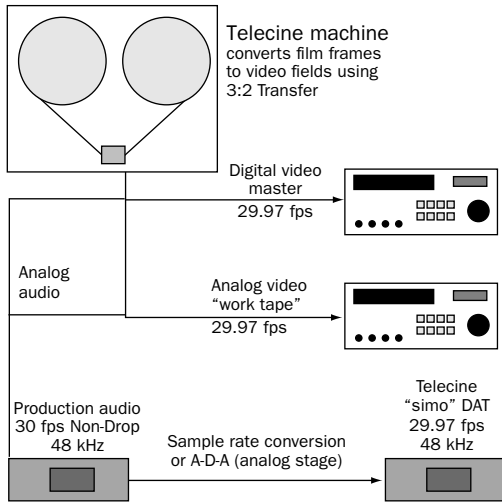 Telecine machine
converts film frames
to video fields using
3:2 Transfer
Digital video
master
29.97 fps
Analog
audio
Analog video
“work tape”
29.97 fps
Production audio
30 fps Non-Drop
48 kHz
Sample rate conversion
or A-D-A (analog stage)
Telecine
“simo” DAT
29.97 fps
48 kHz